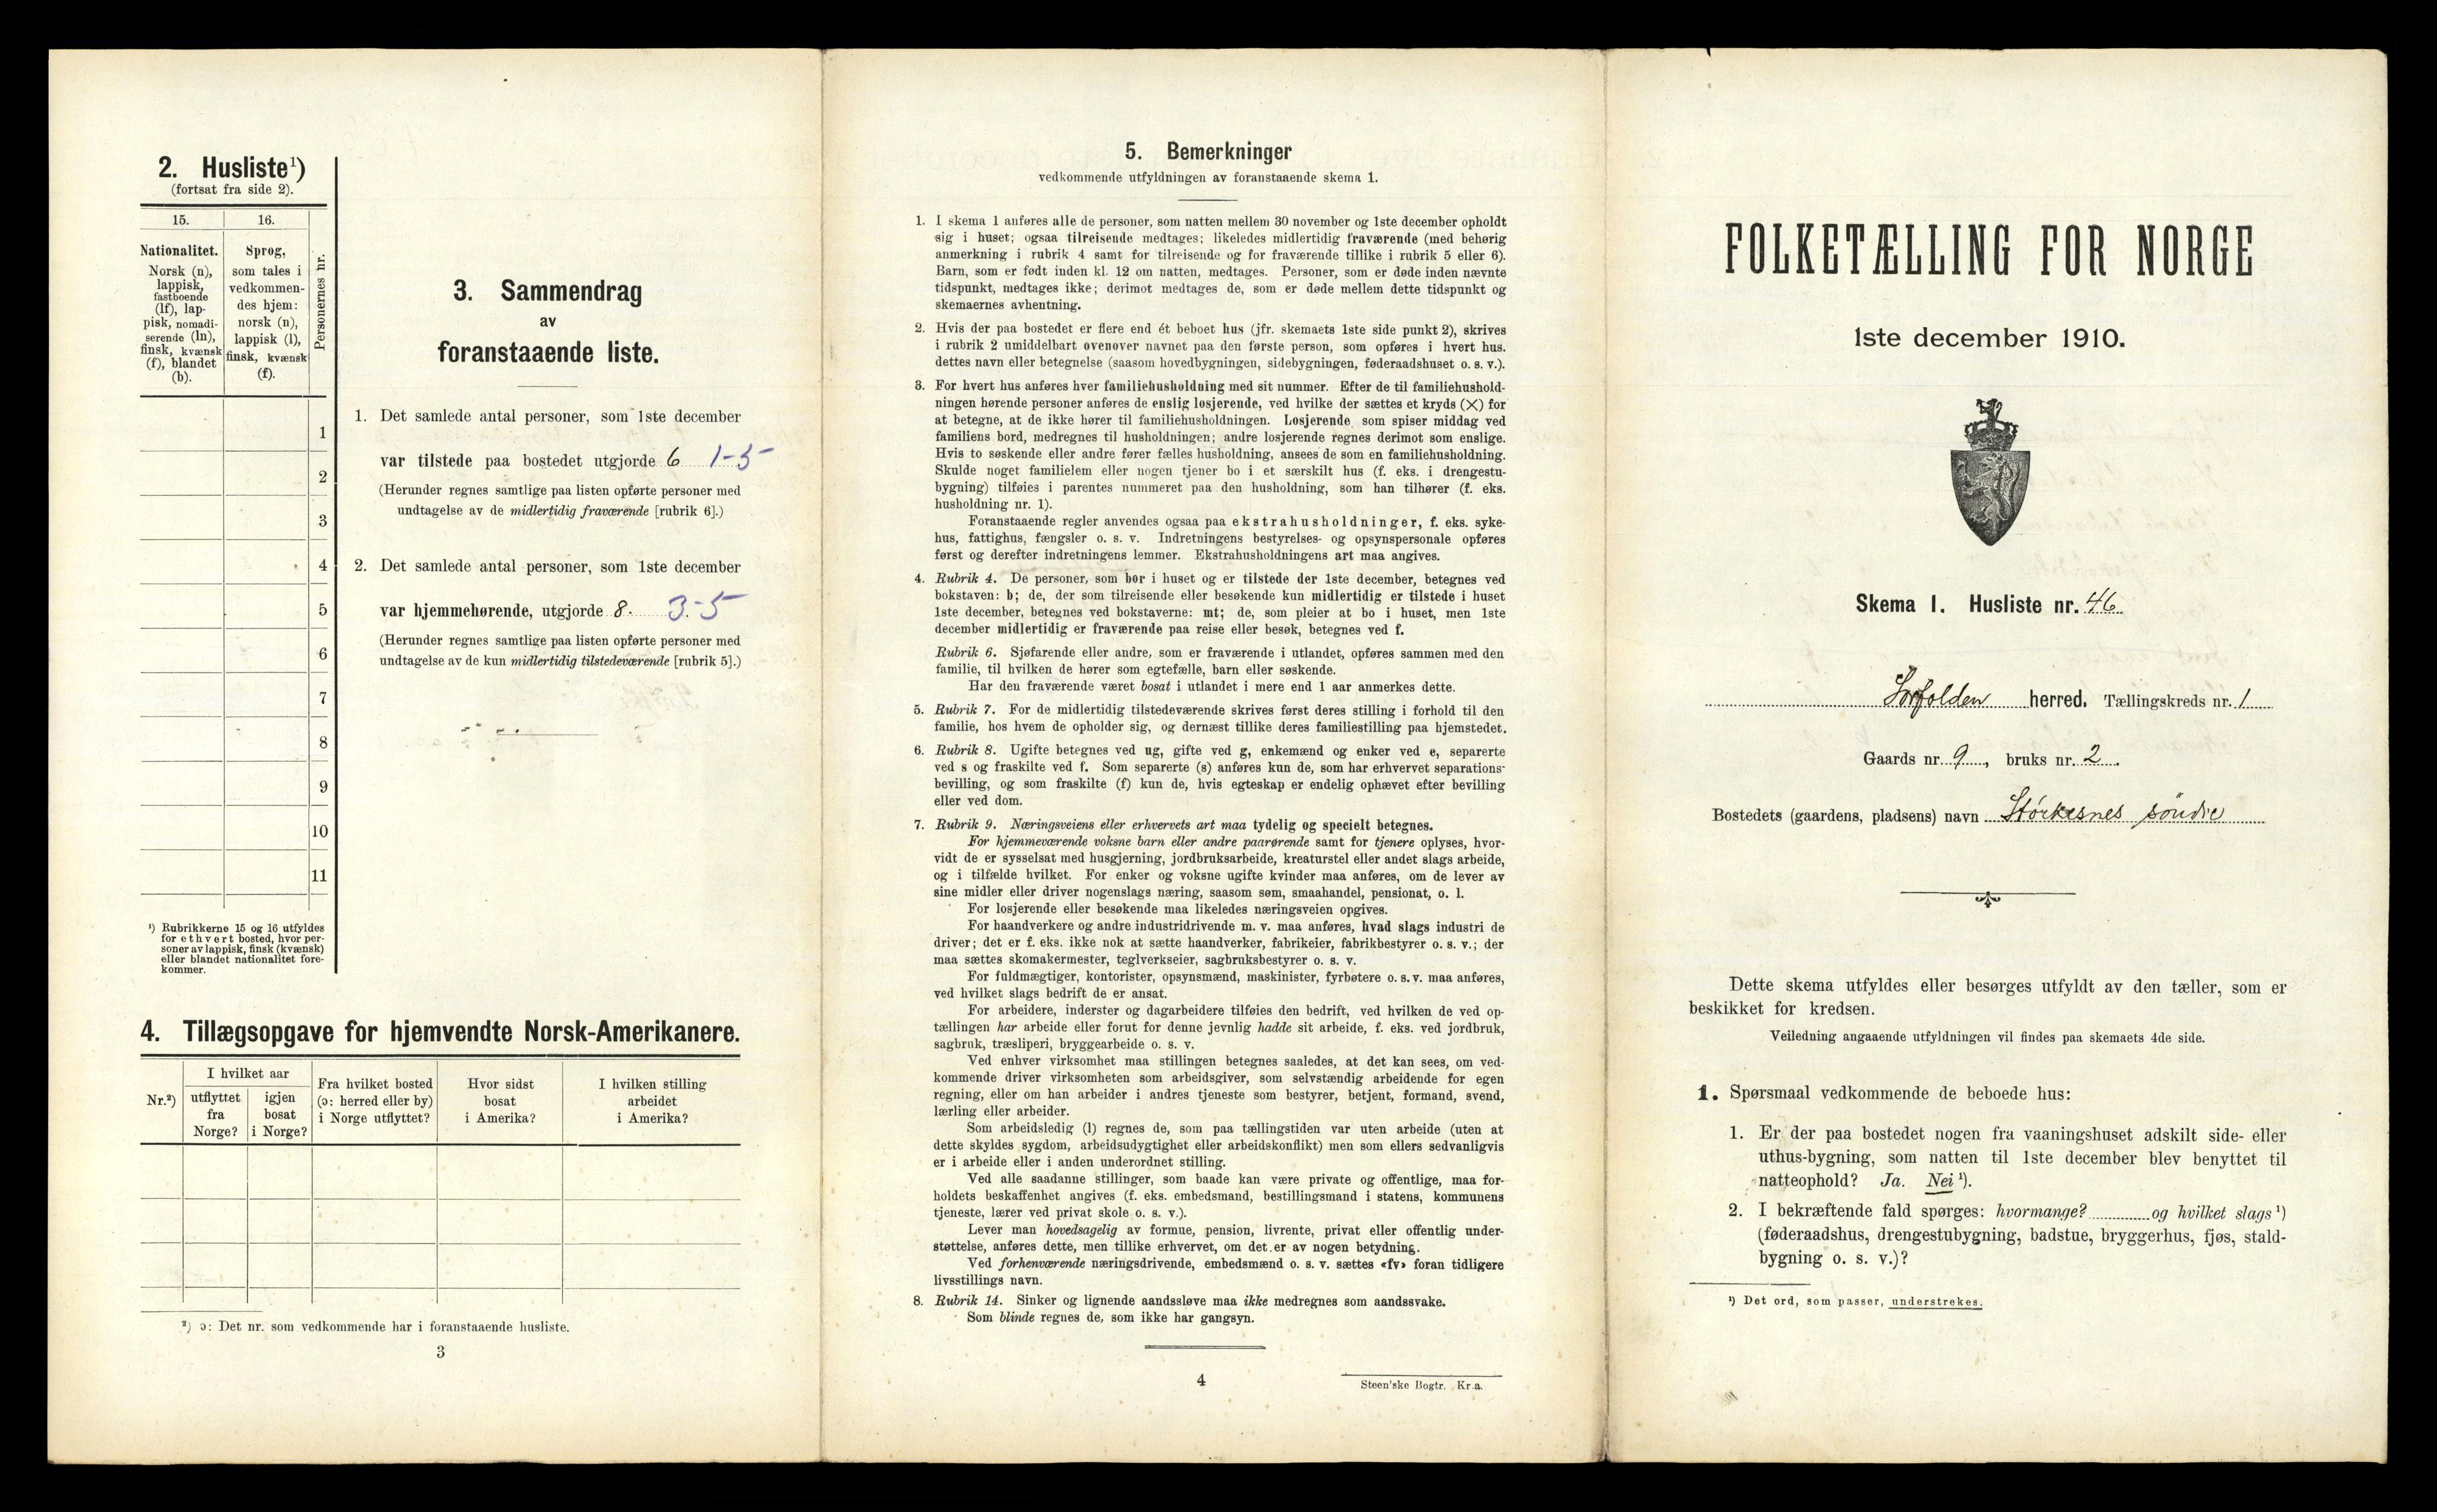 2. Husliste¹)
(fortsat fra side 2).
15.
16.
Personernes nr.
Nationalitet.
Norsk (n),
lappisk,
fastboende
(lf), lap-
pisk, nomadi-
serende (ln),
finsk, kvænsk
(f), blandet
(b).
Sprog,
som tales i
vedkommen-
des hjem:
norsk (n),
lappisk (l),
finsk, kvænsk
(f).
1
2
3
4
5
6
7
8
9
10
11
¹) Rubrikkerne 15 og 16 utfyldes
for ethvert bosted, hvor per-
soner av lappisk, finsk (kvænsk)
eller blandet nationalitet fore-
kommer.
3. Sammendrag
av
foranstaaende liste.
1. Det samlede antal personer, som 1ste december
var tilstede paa bostedet utgjorde 6 1-5
(Herunder regnes samtlige paa listen opførte personer med
undtagelse av de midlertidig fraværende [rubrik 6].)
2. Det samlede antal personer, som 1ste december
var hjemmehørende, utgjorde 8. 3-5
(Herunder regnes samtlige paa listen opførte personer med
undtagelse av de kun midlertidig tilstedeværende [rubrik 5].)
4. Tillægsopgave for hjemvendte Norsk-Amerikanere.
Nr.²)
I hvilket aar
utflyttet
fra
Norge?
igjen
bosat
i Norge?
Fra hvilket bosted
(ɔ: herred eller by)
i Norge utflyttet?
Hvor sidst
bosat
i Amerika?
I hvilken stilling
arbeidet
i Amerika?
²) ɔ: Det nr. som vedkommende har i foranstaaende husliste.
3
5. Bemerkninger
vedkommende utfyldningen av foranstaaende skema 1.
1. I skema 1 anføres alle de personer, som natten mellem 30 november og 1ste december opholdt
sig i huset; ogsaa tilreisende medtages; likeledes midlertidig fraværende (med behørig
anmerkning i rubrik 4 samt for tilreisende og for fraværende tillike i rubrik 5 eller 6).
Barn, som er født inden kl. 12 om natten, medtages. Personer, som er døde inden nævnte
tidspunkt, medtages ikke; derimot medtages de, som er døde mellem dette tidspunkt og
skemaernes avhentning.
2. Hvis der paa bostedet er flere end ét beboet hus (jfr. skemaets 1ste side punkt 2), skrives
i rubrik 2 umiddelbart ovenover navnet paa den første person, som opføres i hvert hus.
dettes navn eller betegnelse (saasom hovedbygningen, sidebygningen, føderaadshuset o. s. v.).
3. For hvert hus anføres hver familiehusholdning med sit nummer. Efter de til familiehushold-
ningen hørende personer anføres de enslig losjerende, ved hvilke der sættes et kryds (×) for
at betegne, at de ikke hører til familiehusholdningen. Losjerende som spiser middag ved
familiens bord, medregnes til husholdningen; andre losjerende regnes derimot som enslige.
Hvis to søskende eller andre fører fælles husholdning, ansees de som en familiehusholdning.
Skulde noget familielem eller nogen tjener bo i et særskilt hus (f. eks. i drengestu-
bygning) tilføies i parentes nummeret paa den husholdning, som han tilhører (f. eks.
husholdning nr. 1).
Foranstaaende regler anvendes ogsaa paa ekstrahusholdninger, f. eks. syke-
hus, fattighus, fængsler o. s. v. Indretningens bestyrelses- og opsynspersonale opføres
først og derefter indretningens lemmer. Ekstrahusholdningens art maa angives.
4. Rubrik 4. De personer, som bor i huset og er tilstede der 1ste december, betegnes ved
bokstaven: b; de, der som tilreisende eller besøkende kun midlertidig er tilstede i huset
1ste december, betegnes ved bokstaverne: mt; de, som pleier at bo i huset, men 1ste
december midlertidig er fraværende paa reise eller besøk, betegnes ved f.
Rubrik 6. Sjøfarende eller andre, som er fraværende i utlandet, opføres sammen med den
familie, til hvilken de hører som egtefælle, barn eller søskende.
Har den fraværende været bosat i utlandet i mere end 1 aar anmerkes dette.
5. Rubrik 7. For de midlertidig tilstedeværende skrives først deres stilling i forhold til den
familie, hos hvem de opholder sig, og dernæst tillike deres familiestilling paa hjemstedet.
6. Rubrik 8. Ugifte betegnes ved ug, gifte ved g, enkemænd og enker ved e, separerte
ved s og fraskilte ved f. Som separerte (s) anføres kun de, som har erhvervet separations-
bevilling, og som fraskilte (f) kun de, hvis egteskap er endelig ophævet efter bevilling
eller ved dom.
7. Rubrik 9. Næringsveiens eller erhvervets art maa tydelig og specielt betegnes.
For hjemmeværende voksne barn eller andre paarørende samt for tjenere oplyses, hvor-
vidt de er sysselsat med husgjerning, jordbruksarbeide, kreaturstel eller andet slags arbeide,
og i tilfælde hvilket. For enker og voksne ugifte kvinder maa anføres, om de lever av
sine midler eller driver nogenslags næring, saasom søm, smaahandel, pensionat, o. l.
For losjerende eller besøkende maa likeledes næringsveien opgives.
For haandverkere og andre industridrivende m. v. maa anføres, hvad slags industri de
driver; det er f. eks. ikke nok at sætte haandverker, fabrikeier, fabrikbestyrer o. s. v.; der
maa sættes skomakermester, teglverkseier, sagbruksbestyrer o. s. v.
For fuldmægtiger, kontorister, opsynsmænd, maskinister, fyrbøtere o. s. v. maa anføres,
ved hvilket slags bedrift de er ansat.
For arbeidere, inderster og dagarbeidere tilføies den bedrift, ved hvilken de ved op-
tællingen har arbeide eller forut for denne jevnlig hadde sit arbeide, f. eks. ved jordbruk,
sagbruk, træsliperi, bryggearbeide o. s. v.
Ved enhver virksomhet maa stillingen betegnes saaledes, at det kan sees, om ved-
kommende driver virksomheten som arbeidsgiver, som selvstændig arbeidende for egen
regning, eller om han arbeider i andres tjeneste som bestyrer, betjent, formand, svend,
lærling eller arbeider.
Som arbeidsledig (l) regnes de, som paa tællingstiden var uten arbeide (uten at
dette skyldes sygdom, arbeidsudygtighet eller arbeidskonflikt) men som ellers sedvanligvis
er i arbeide eller i anden underordnet stilling.
Ved alle saadanne stillinger, som baade kan være private og offentlige, maa for-
holdets beskaffenhet angives (f. eks. embedsmand, bestillingsmand i statens, kommunens
tjeneste, lærer ved privat skole o. s. v.).
Lever man hovedsagelig av formue, pension, livrente, privat eller offentlig under-
støttelse, anføres dette, men tillike erhvervet, om det er av nogen betydning.
Ved forhenværende næringsdrivende, embedsmænd o. s. v. sættes «fv» foran tidligere
livsstillings navn.
8. Rubrik 14. Sinker og lignende aandssløve maa ikke medregnes som aandssvake.
Som blinde regnes de, som ikke har gangsyn.
4
Steen'ske Bogtr. Kr.a.
FOLKETÆLLING FOR NORGE
1ste december 1910.
Skema 1. Husliste nr. 46
Sørfolden herred. Tællingskreds nr. 1
Gaards nr. 9, bruks nr. 2.
Bostedets (gaardens, pladsens) navn Størkesnes söndre
Dette skema utfyldes eller besørges utfyldt av den tæller, som er
beskikket for kredsen.
Veiledning angaaende utfyldningen vil findes paa skemaets 4de side.
1. Spørsmaal vedkommende de beboede hus:
1. Er der paa bostedet nogen fra vaaningshuset adskilt side- eller
uthus-bygning, som natten til 1ste december blev benyttet til
natteophold? Ja. Nei ¹).
2. I bekræftende fald spørges: hvormange? og hvilket slags ¹)
(føderaadshus, drengestubygning, badstue, bryggerhus, fjøs, stald-
bygning o. s. v.)?
¹) Det ord, som passer, understrekes.